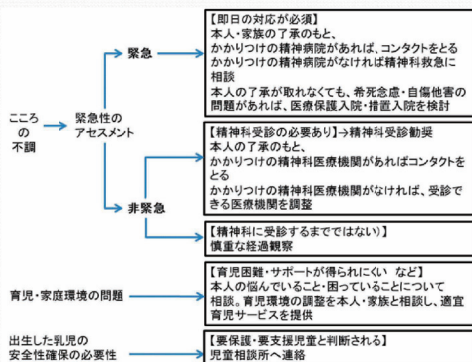 【即日の対応が必須】
本人・家族の了承のもと、
かかりつけの精神病院があれば、コンタクトをとる
かかりつけの精神病院がなければ精神科救急に
相談
本人の了承が取れなくても、希死念慮・自傷他害の
問題があれば、医療保護入院・措置入院を検討
緊急
こころ
の
不調
緊急性の
アセスメント
【精神科受診の必要あり】→精神科受診勧奨
本人の了承のもと、
かかりつけの精神科医療機関があればコンタクトを
とる
かかりつけの精神科医療機関がなければ、受診で
きる医療機関を調整
非緊急
【精神科に受診するまでではない)】
慎重な経過観察
育児・家庭環境の問題
【育児困難・サポートが得られにくい など】
本人の悩んでいること・困っていることについて
相談。育児環境の調整を本人・家族と相談し、適宜
育児サービスを提供
出生した乳児の
安全性確保の必要性
【要保護・要支援児童と判断される】
児童相談所へ連絡